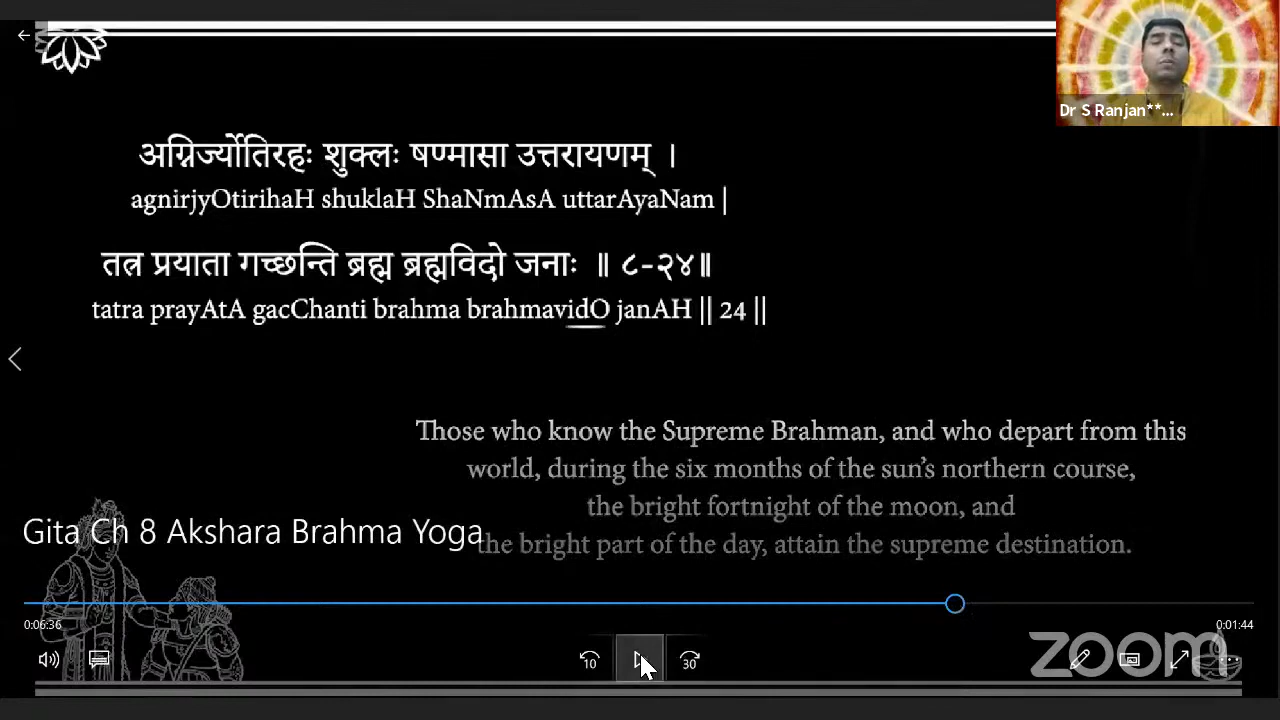 Dr S Ranjan**...
अग्निर्ज्योतिरहः शुक्लः षण्मासा उत्तरायणम् ।
agnirjyOtirihaH shuklaH ShaNmAsA uttarAyaNam |
तत्र प्रयाता गच्छन्ति ब्रह्म ब्रह्मविदो जनाः ॥ ८-२४॥
tatra prayAtA gacChanti brahma brahmavidO janAH || 24 ||
Those who know the Supreme Brahman, and who depart from this
world, during the six months of the sun’s northern course,
the bright fortnight of the moon, and
Gita Ch 8 Akshara Brahma Yoga
the bright part of the day, attain the supreme destination.
0:06:36
0:01:44
10
30
zoom